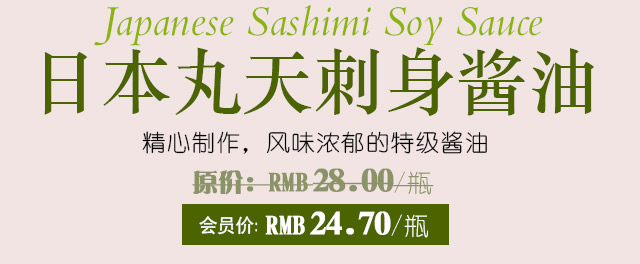 Japanese Sashimi Soy Sauce
日本丸天刺身酱油
精心制作，风味浓郁的特级酱油
原价：RMB 28.00/瓶
会员价: RMB 24.70/瓶